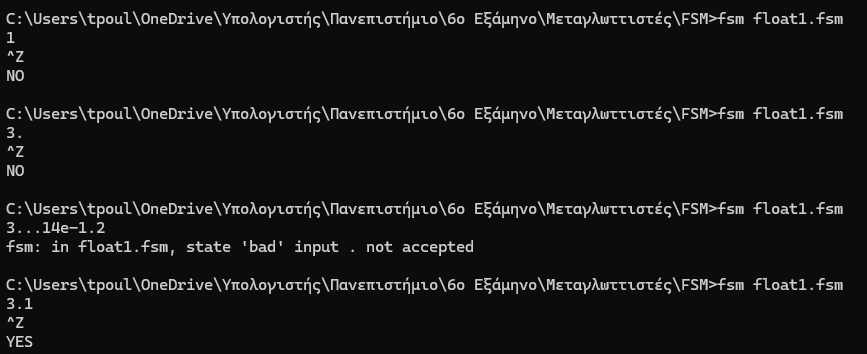 C:\Users\tpoul\OneDrive\Υπολογιστής\Πανεπιστήμιο\6ο Εξάμηνο\Μεταγλωττιστές\FSM>fsm float1.fsm
1
^Z
NO
C:\Users\tpoul\OneDrive\Υπολογιστής\Πανεπιστήμιο\6ο Εξάμηνο\Μεταγλωττιστές\FSM>fsm float1.fsm
3.
^Z
NO
C:\Users\tpoul\OneDrive\Υπολογιστής\Πανεπιστήμιο\6ο Εξάμηνο\Μεταγλωττιστές\FSM>fsm float1.fsm
3...14e-1.2
fsm: in float1.fsm, state 'bad' input . not accepted
C:\Users\tpoul\OneDrive\Υπολογιστής\Πανεπιστήμιο\6ο Εξάμηνο\Μεταγλωττιστές\FSM>fsm float1.fsm
3.1
^Z
YES